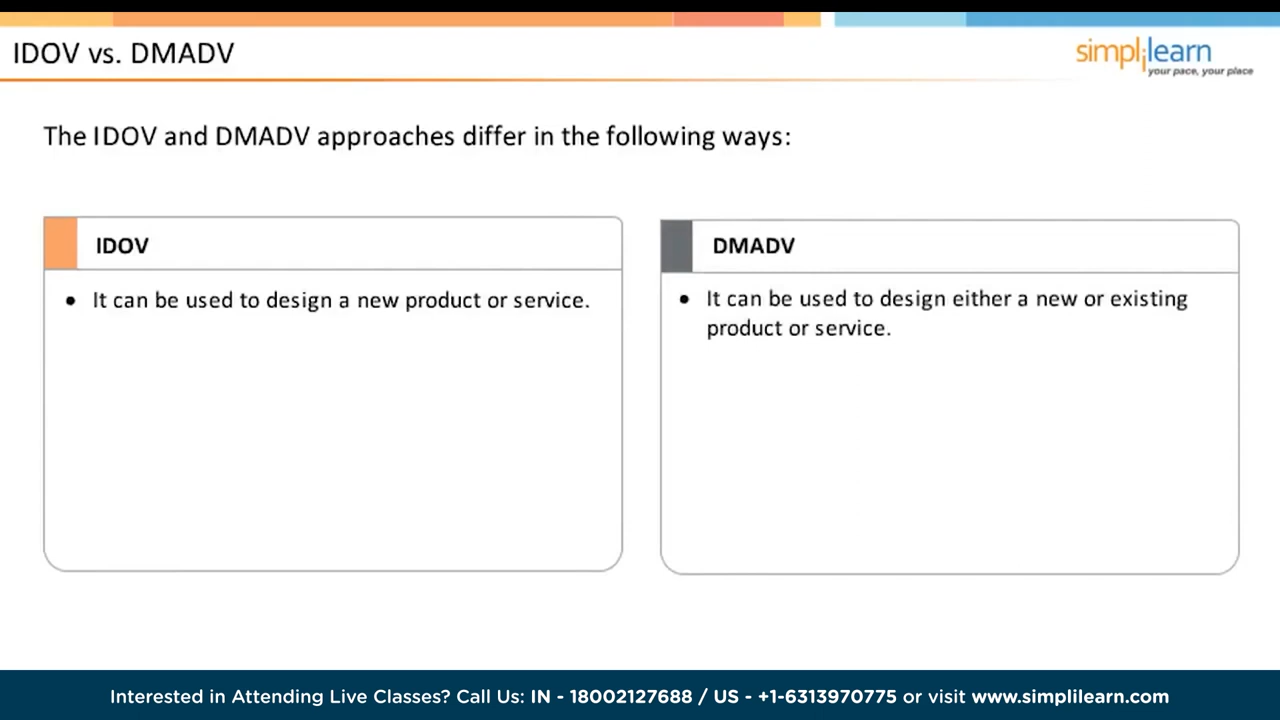 IDOV vs. DMADV
simplilearn
your pace, your place
The IDOV and DMADV approaches differ in the following ways:
IDOV
• It can be used to design a new product or service.
DMADV
• It can be used to design either a new or existing
product or service.
Interested in Attending Live Classes? Call Us: IN - 18002127688 / US - +1-6313970775 or visit www.simplilearn.com